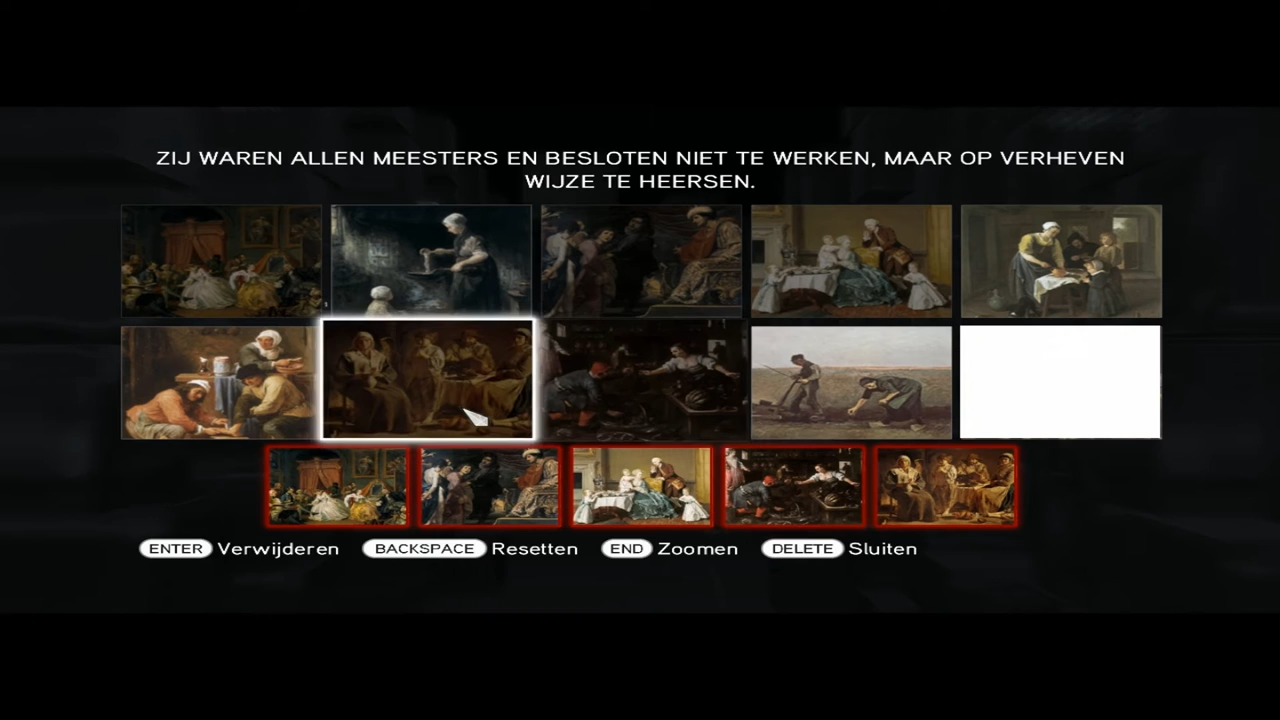 ZIJ WAREN ALLEN MEESTERS EN BESLOTEN NIET TE WERKEN, MAAR OP VERHEVEN
WIJZE TE HEERSEN.
ENTER Verwijderen BACKSPACE Resetten END Zoomen DELETE Sluiten